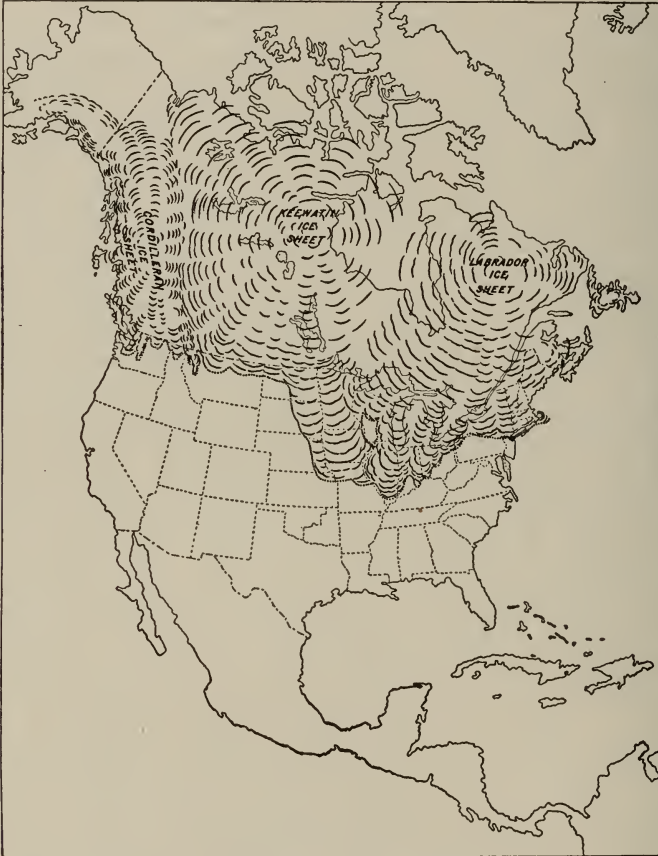 CORDILLERAN
ICE
SHEET
KEEWATIN
ICE
SHEET
LABRADOR
ICE
SHEET